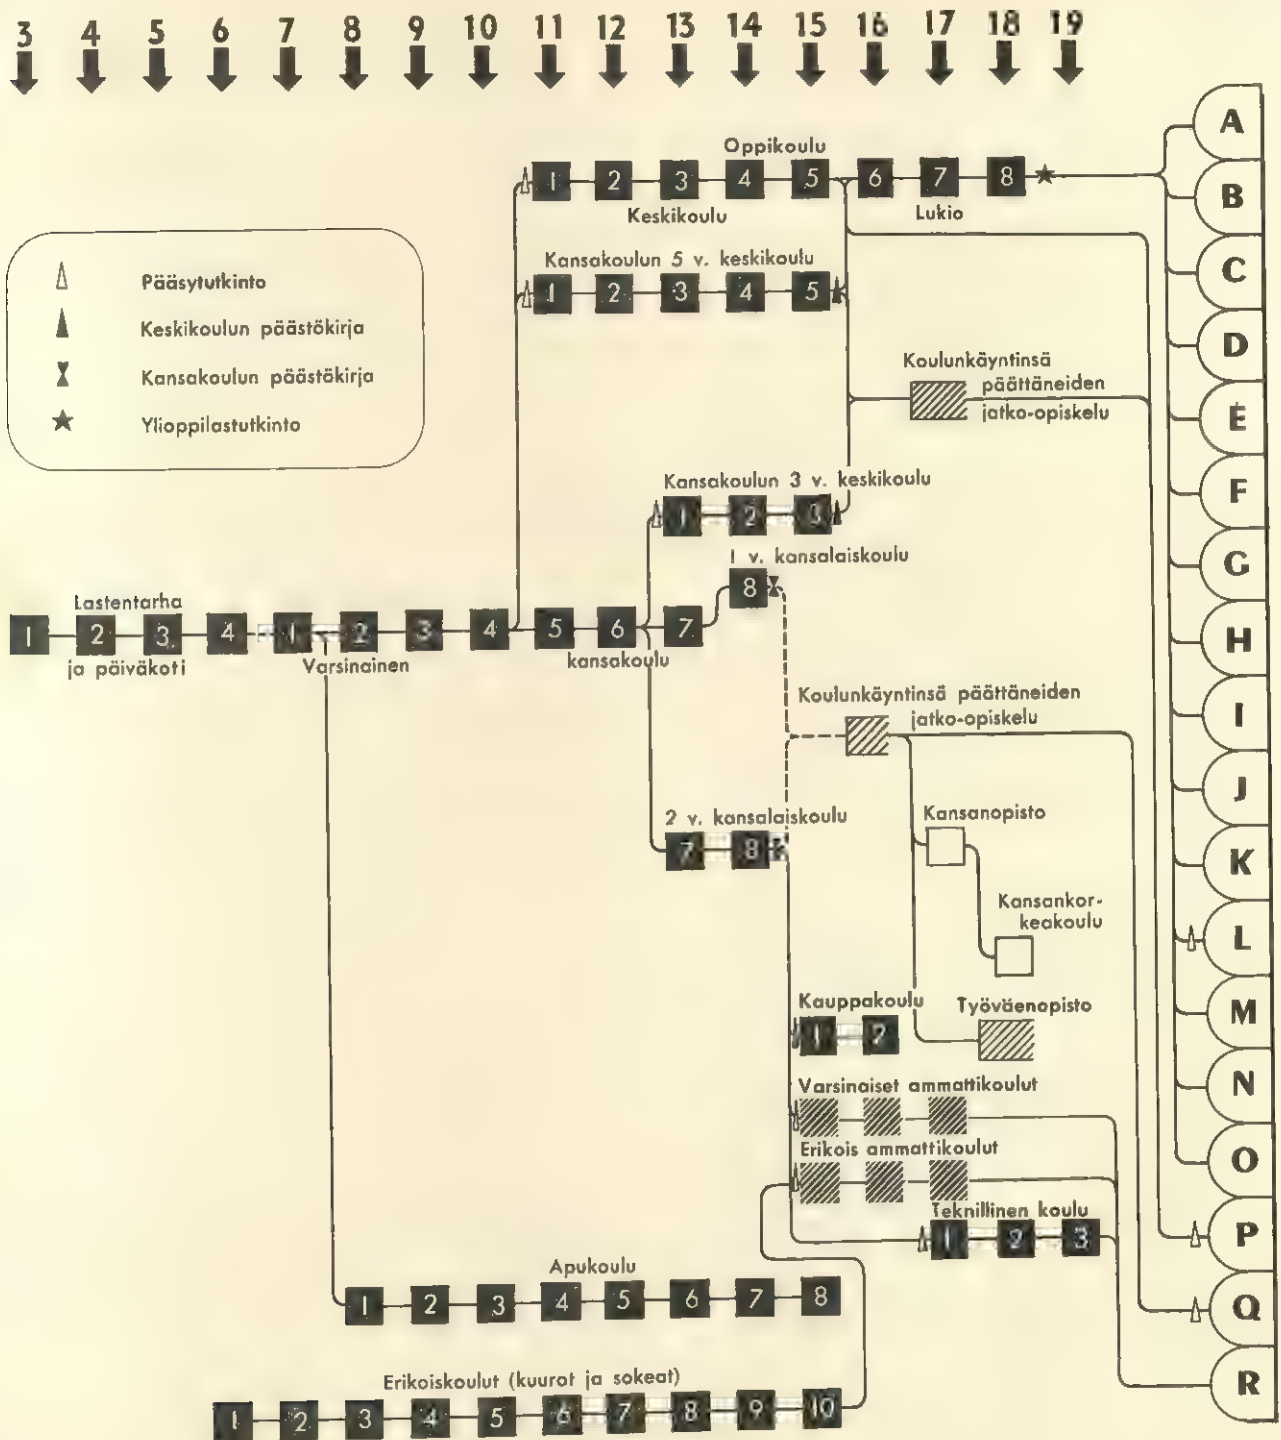 3 4 5 6 7 8 9 10 11 12 13 14 15 16 17 18 19
Oppikoulu
1 2 3 4 5 6 7 8
Keskikoulu
Lukio
Kansakoulun 5 v. keskikoulu
1 2 3 4 5
Pääsytutkinto
Keskikoulun päästökirja
Kansakoulun päästökirja
Ylioppilastutkinto
Koulunkäyntinsä
päättäneiden
jatko-opiskelu
Kansakoulun 3 v. keskikoulu
1 2 3
1 v. kansalaiskoulu
8
Lastentarha
1 2 3 4 1 2 3 4 5 6 7
ja päiväkoti
Varsinainen
kansakoulu
Koulunkäyntinsä päättäneiden
jatko-opiskelu
2 v. kansalaiskoulu
7 8
Kansanopisto
Kansankor-
keakoulu
Kauppakoulu
1 2
Työväenopisto
Varsinaiset ammattikoulut
Erikois ammattikoulut
Teknillinen koulu
1 2 3
Apukoulu
1 2 3 4 5 6 7 8
Erikoiskoulut (kuurot ja sokeat)
1 2 3 4 5 6 7 8 9 10
A
B
C
D
E
F
G
H
I
J
K
L
M
N
O
P
Q
R